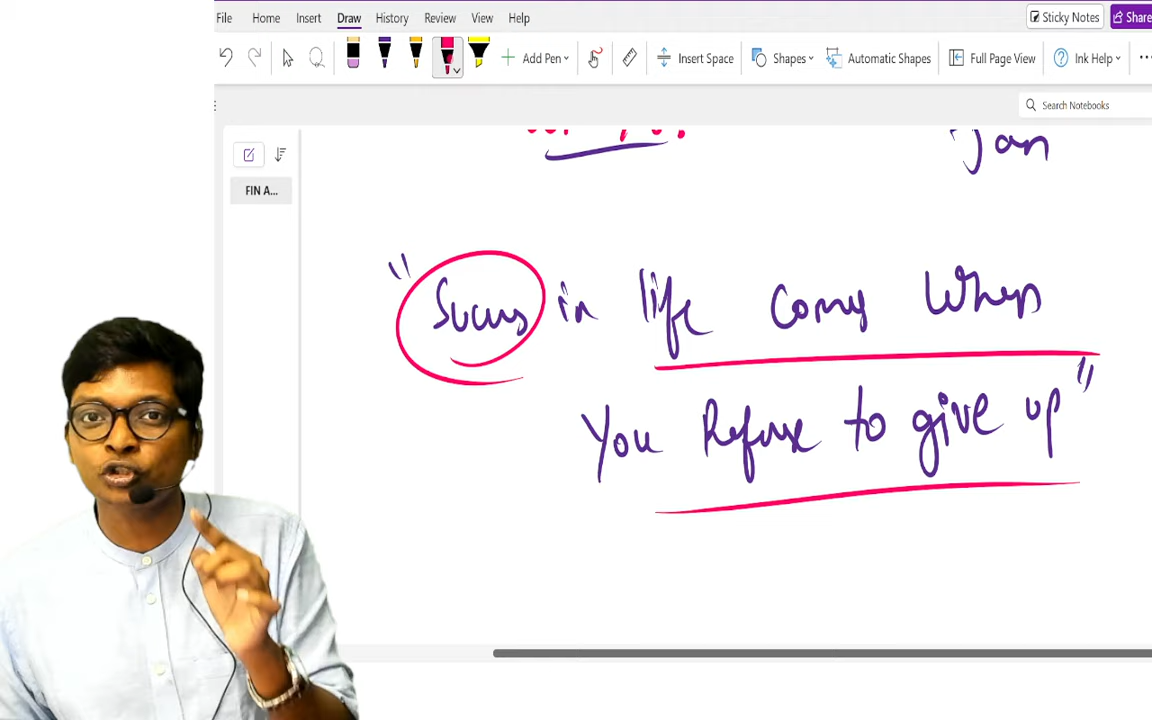 File Home Insert Draw History Review View Help Sticky Notes Share
Add Pen Insert Space Shapes Automatic Shapes Full Page View Ink Help
Search Notebooks
Jan
FIN A...
"Success in life comes when
You Refuse to give up"